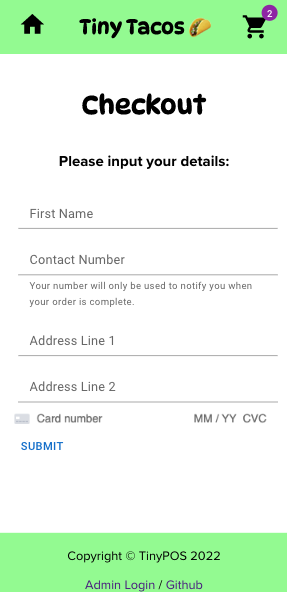 Tiny Tacos 🌮
2
Checkout
Please input your details:
First Name
Contact Number
Your number will only be used to notify you when
your order is complete.
Address Line 1
Address Line 2
Card number MM / YY CVC
SUBMIT
Copyright © TinyPOS 2022
Admin Login / Github